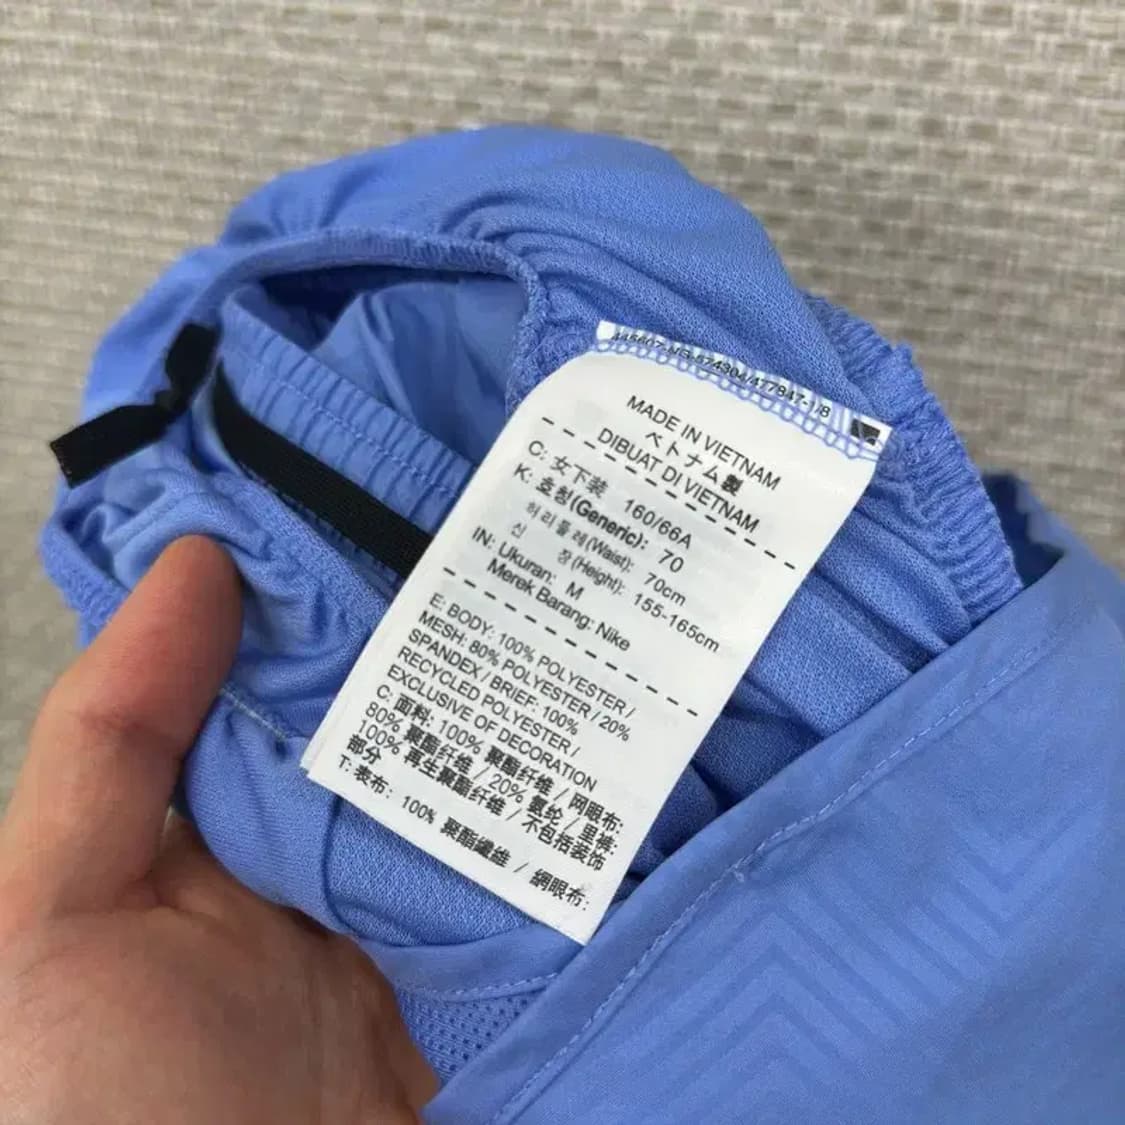 MADE IN VIETNAM
ベトナム製
DIBUAT DI VIETNAM
C: 女下装 160/66A
K: 호칭(Generic): 70
허리둘레(Waist): 70cm
신 장(Height): 155-165cm
IN: Ukuran: M
Merek Barang: Nike
E: BODY: 100% POLYESTER /
MESH: 80% POLYESTER / 20%
SPANDEX / BRIEF: 100%
RECYCLED POLYESTER /
EXCLUSIVE OF DECORATION
C: 面料: 100% 聚酯纤维 / 网眼布:
80% 聚酯纤维 / 20% 氨纶 / 里裤:
100% 再生聚酯纤维 / 不包括装饰
部分
T: 表布: 100% 聚酯纖維 / 網眼布: